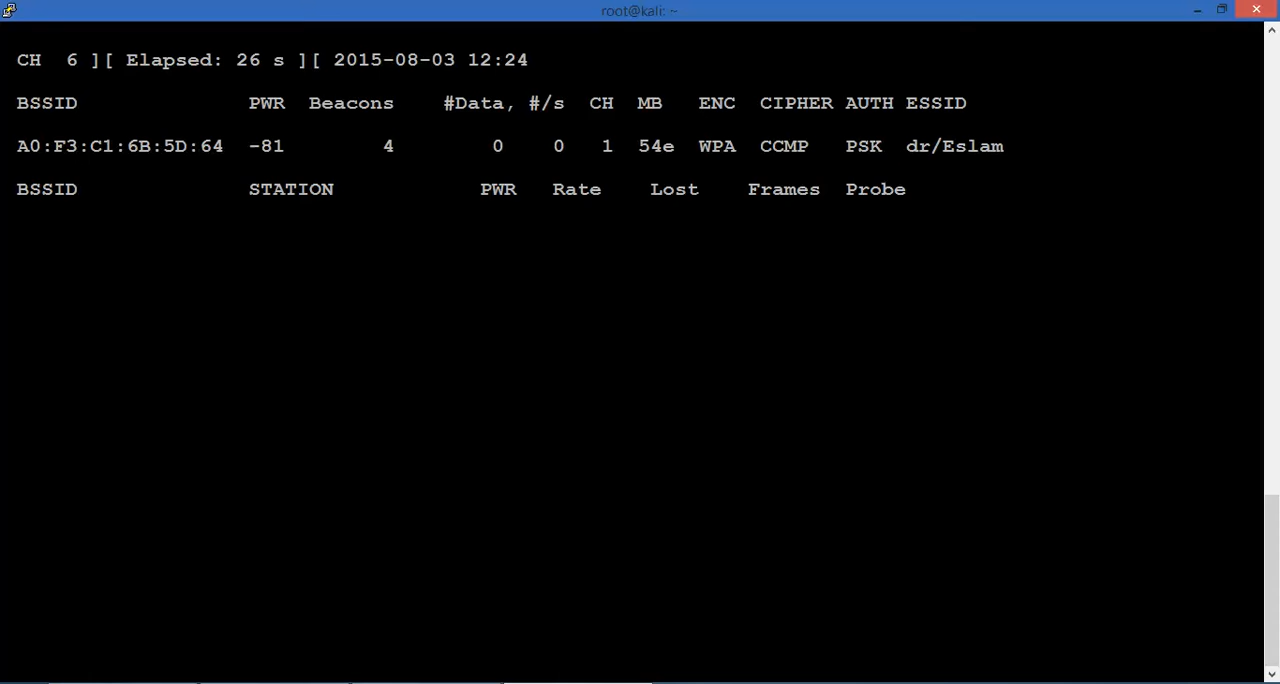 root@kali: ~
CH 6 ][ Elapsed: 26 s ][ 2015-08-03 12:24
BSSID PWR Beacons #Data, #/s CH MB ENC CIPHER AUTH ESSID
A0:F3:C1:6B:5D:64 -81 4 0 0 1 54e WPA CCMP PSK dr/Eslam
BSSID STATION PWR Rate Lost Frames Probe